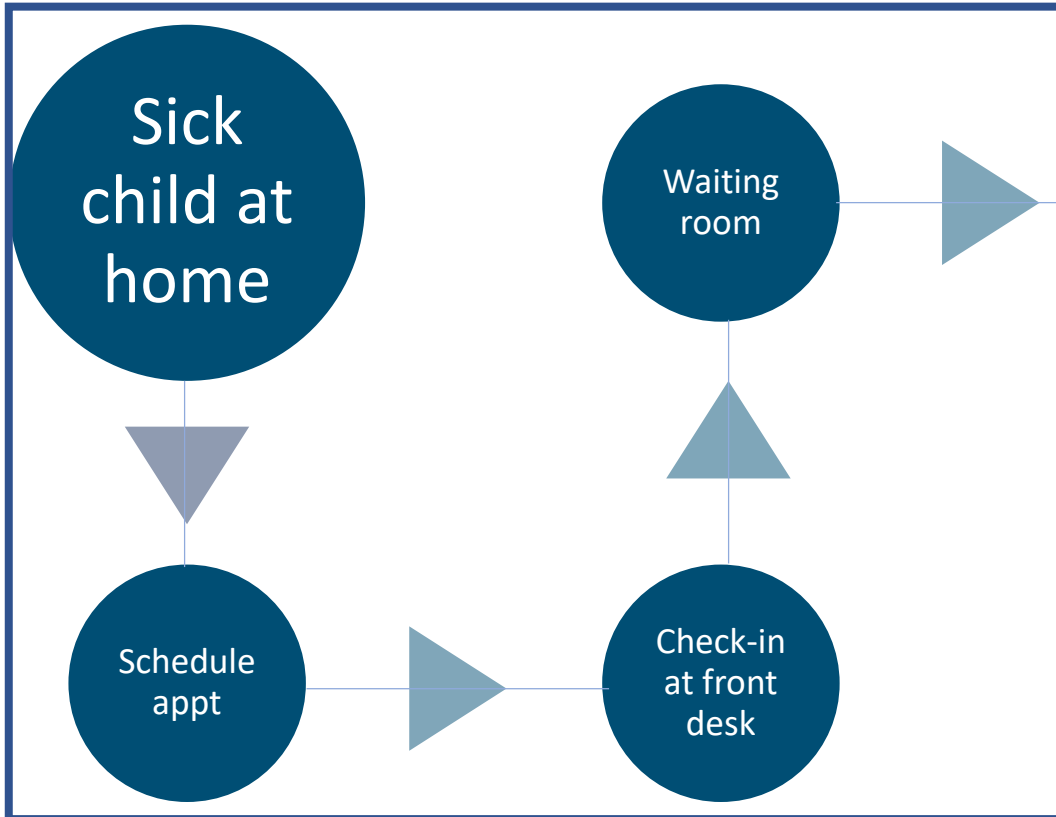 Sick
child at
home
Schedule
appt
Check-in
at front
desk
Waiting
room